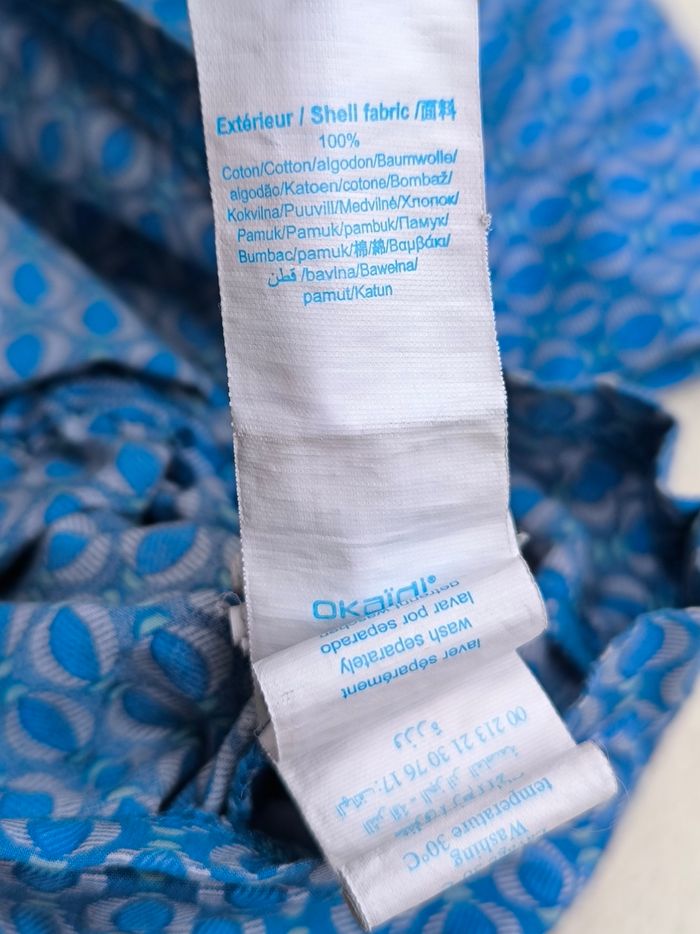 Extérieur / Shell fabric /面料
100%
Coton/Cotton/algodon/Baumwolle/
algodão/Katoen/cotone/Bombaž/
Kokvilna/Puuvill/Medvilnė/Хлопок/
Pamuk/Pamuk/pambuk/Памук/
Bumbac/pamuk/棉/綿/Βαμβάκι/
قطن /bavlna/Bawełna/
pamut/Katun
OKaïdi
lavar por separado
wash separately
laver séparément
00 213 21 30 76 17
Washing
temperature 30°C